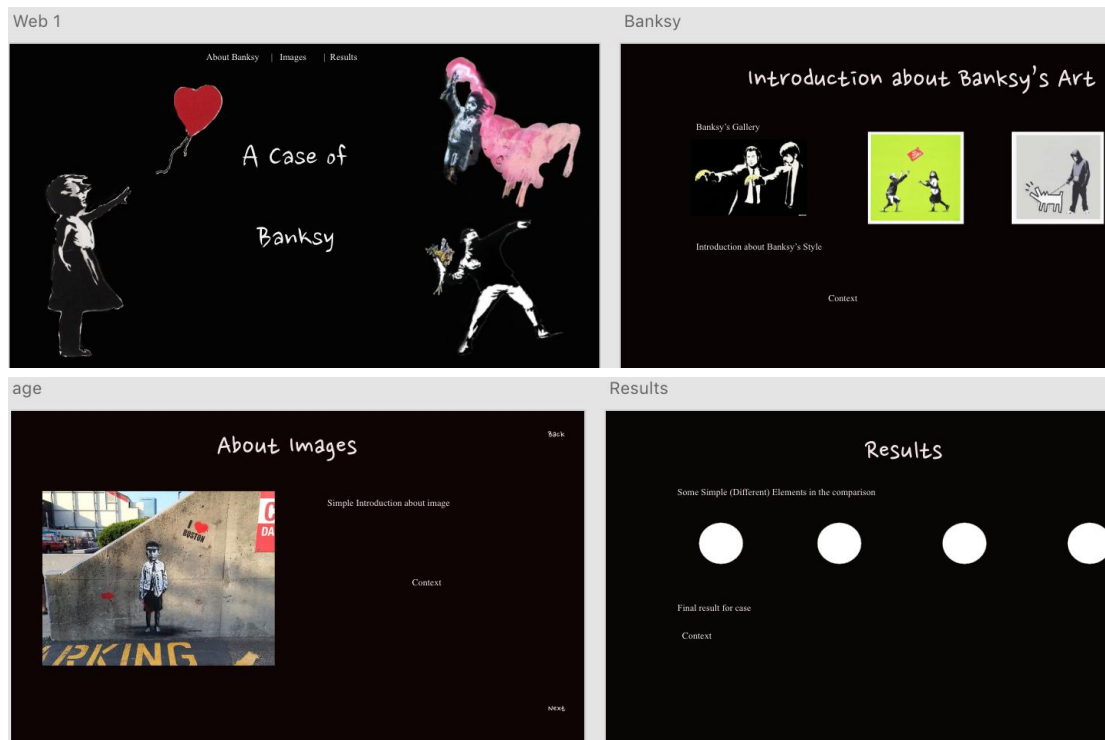 Web 1
About Banksy | Images | Results
A Case of
Banksy
Banksy
Introduction about Banksy's Art
Banksy's Gallery
Introduction about Banksy's Style
Context
age
About Images
Back
Simple Introduction about image
Context
I
BOSTON
C
DA
ARKING
Next
Results
Results
Some Simple (Different) Elements in the comparison
Final result for case
Context